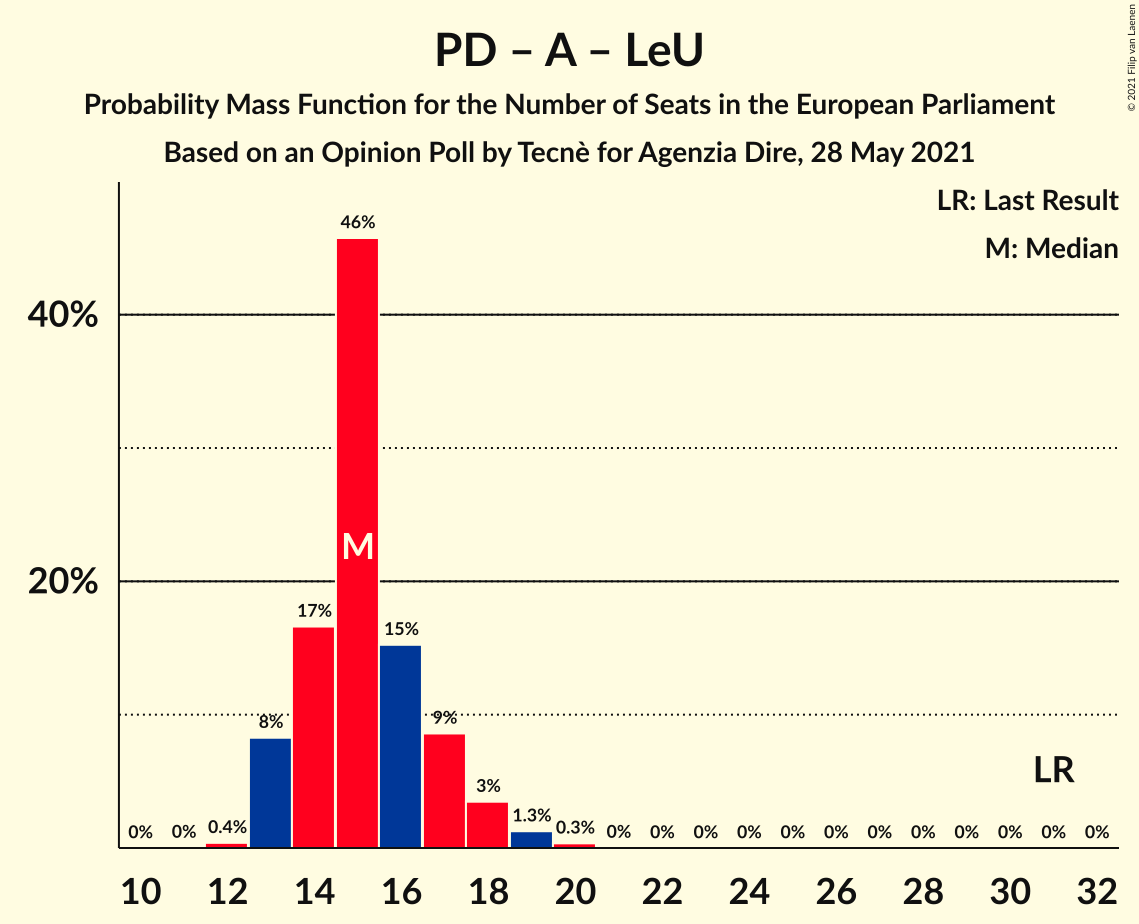 PD – A – LeU
Probability Mass Function for the Number of Seats in the European Parliament
Based on an Opinion Poll by Tecnè for Agenzia Dire, 28 May 2021
© 2021 Filip van Laenen
LR: Last Result
M: Median
40%
20%
0% 0% 0.4% 8% 17% 46% 15% 9% 3% 1.3% 0.3% 0% 0% 0% 0% 0% 0% 0% 0% 0% 0% 0% 0%
M
LR
10 12 14 16 18 20 22 24 26 28 30 32